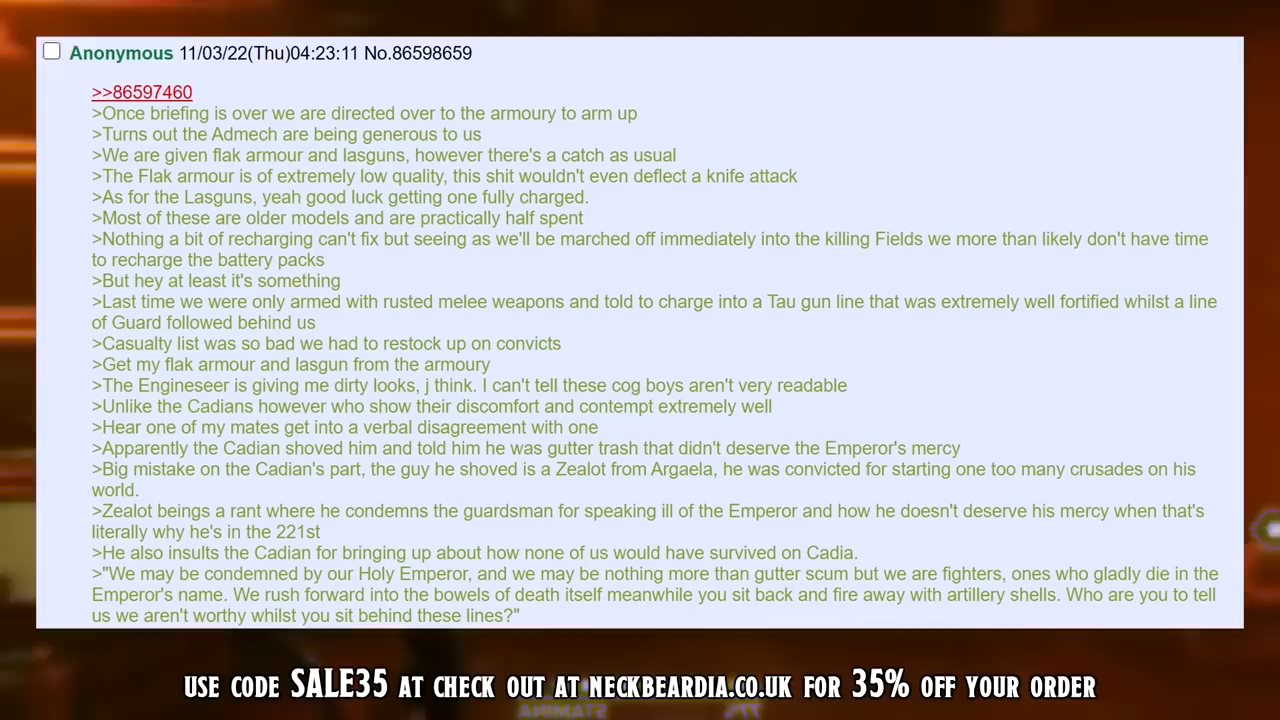 Anonymous 11/03/22(Thu)04:23:11 No.86598659
>>86597460
>Once briefing is over we are directed over to the armoury to arm up
>Turns out the Admech are being generous to us
>We are given flak armour and lasguns, however there's a catch as usual
>The Flak armour is of extremely low quality, this shit wouldn't even deflect a knife attack
>As for the Lasguns, yeah good luck getting one fully charged.
>Most of these are older models and are practically half spent
>Nothing a bit of recharging can't fix but seeing as we'll be marched off immediately into the killing Fields we more than likely don't have time
to recharge the battery packs
>But hey at least it's something
>Last time we were only armed with rusted melee weapons and told to charge into a Tau gun line that was extremely well fortified whilst a line
of Guard followed behind us
>Casualty list was so bad we had to restock up on convicts
>Get my flak armour and lasgun from the armoury
>The Engineseer is giving me dirty looks, j think. I can't tell these cog boys aren't very readable
>Unlike the Cadians however who show their discomfort and contempt extremely well
>Hear one of my mates get into a verbal disagreement with one
>Apparently the Cadian shoved him and told him he was gutter trash that didn't deserve the Emperor's mercy
>Big mistake on the Cadian's part, the guy he shoved is a Zealot from Argaela, he was convicted for starting one too many crusades on his
world.
>Zealot beings a rant where he condemns the guardsman for speaking ill of the Emperor and how he doesn't deserve his mercy when that's
literally why he's in the 221st
>He also insults the Cadian for bringing up about how none of us would have survived on Cadia.
>"We may be condemned by our Holy Emperor, and we may be nothing more than gutter scum but we are fighters, ones who gladly die in the
Emperor's name. We rush forward into the bowels of death itself meanwhile you sit back and fire away with artillery shells. Who are you to tell
us we aren't worthy whilst you sit behind these lines?"
USE CODE SALE35 AT CHECK OUT AT NECKBEARDIA.CO.UK FOR 35% OFF YOUR ORDER
STAMINA 77%